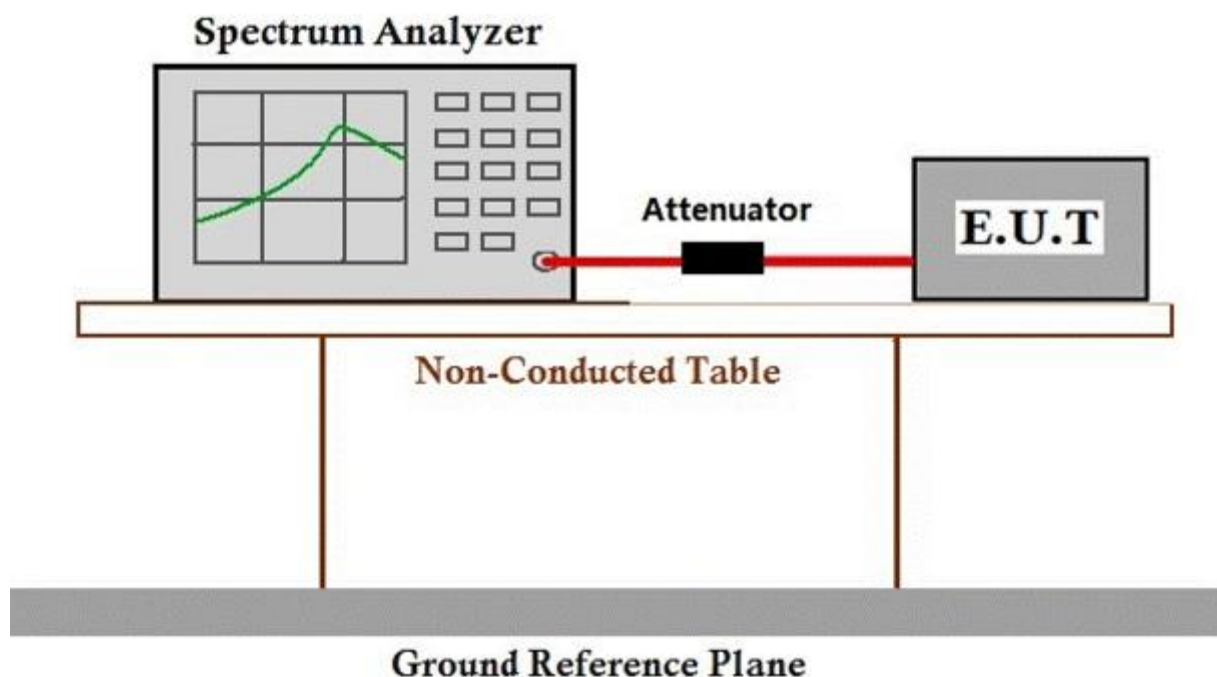 Spectrum Analyzer
Attenuator
E.U.T
Non-Conducted Table
Ground Reference Plane